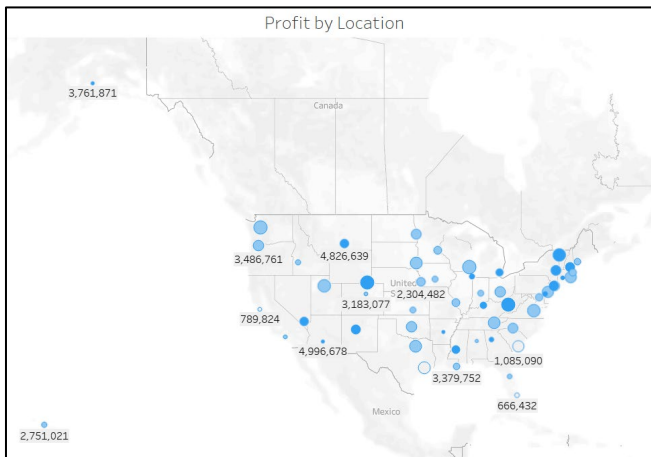 Profit by Location
3,761,871
Canada
3,486,761
4,826,639
United
S
3,183,077
2,304,482
789,824
4,996,678
1,085,090
3,379,752
666,432
Mexico
2,751,021